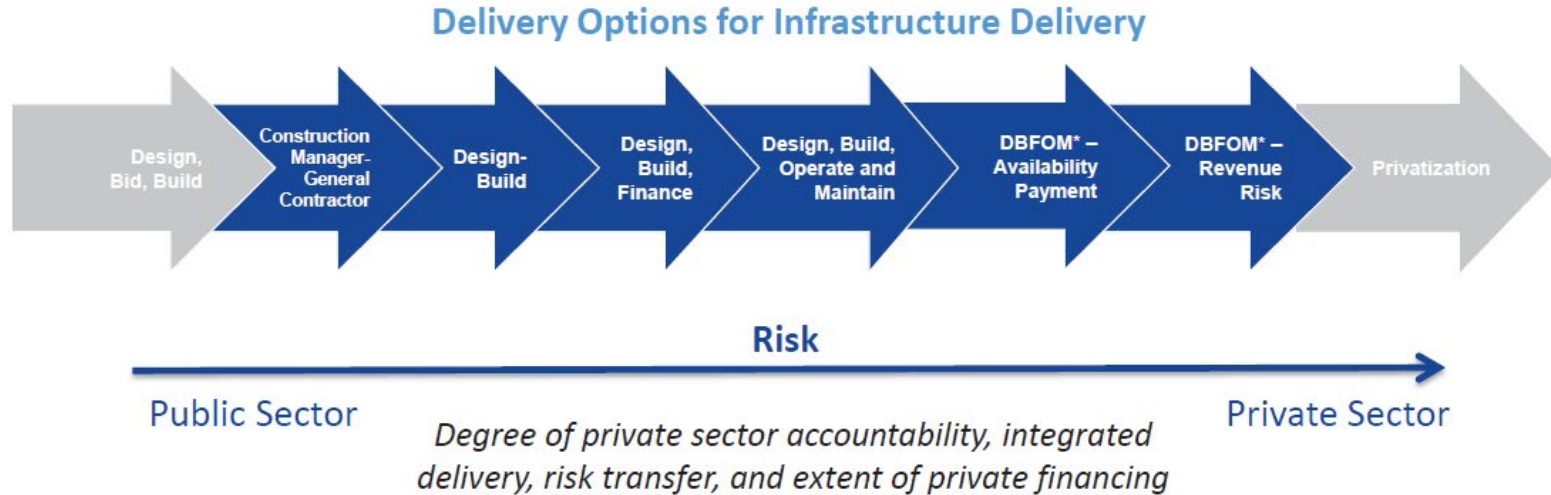 Delivery Options for Infrastructure Delivery
Design,
Bid, Build
Construction
Manager-
General
Contractor
Design-
Build
Design,
Build,
Finance
Design, Build,
Operate and
Maintain
DBFOM* –
Availability
Payment
DBFOM* –
Revenue
Risk
Privatization
Risk
Public Sector
Private Sector
Degree of private sector accountability, integrated
delivery, risk transfer, and extent of private financing